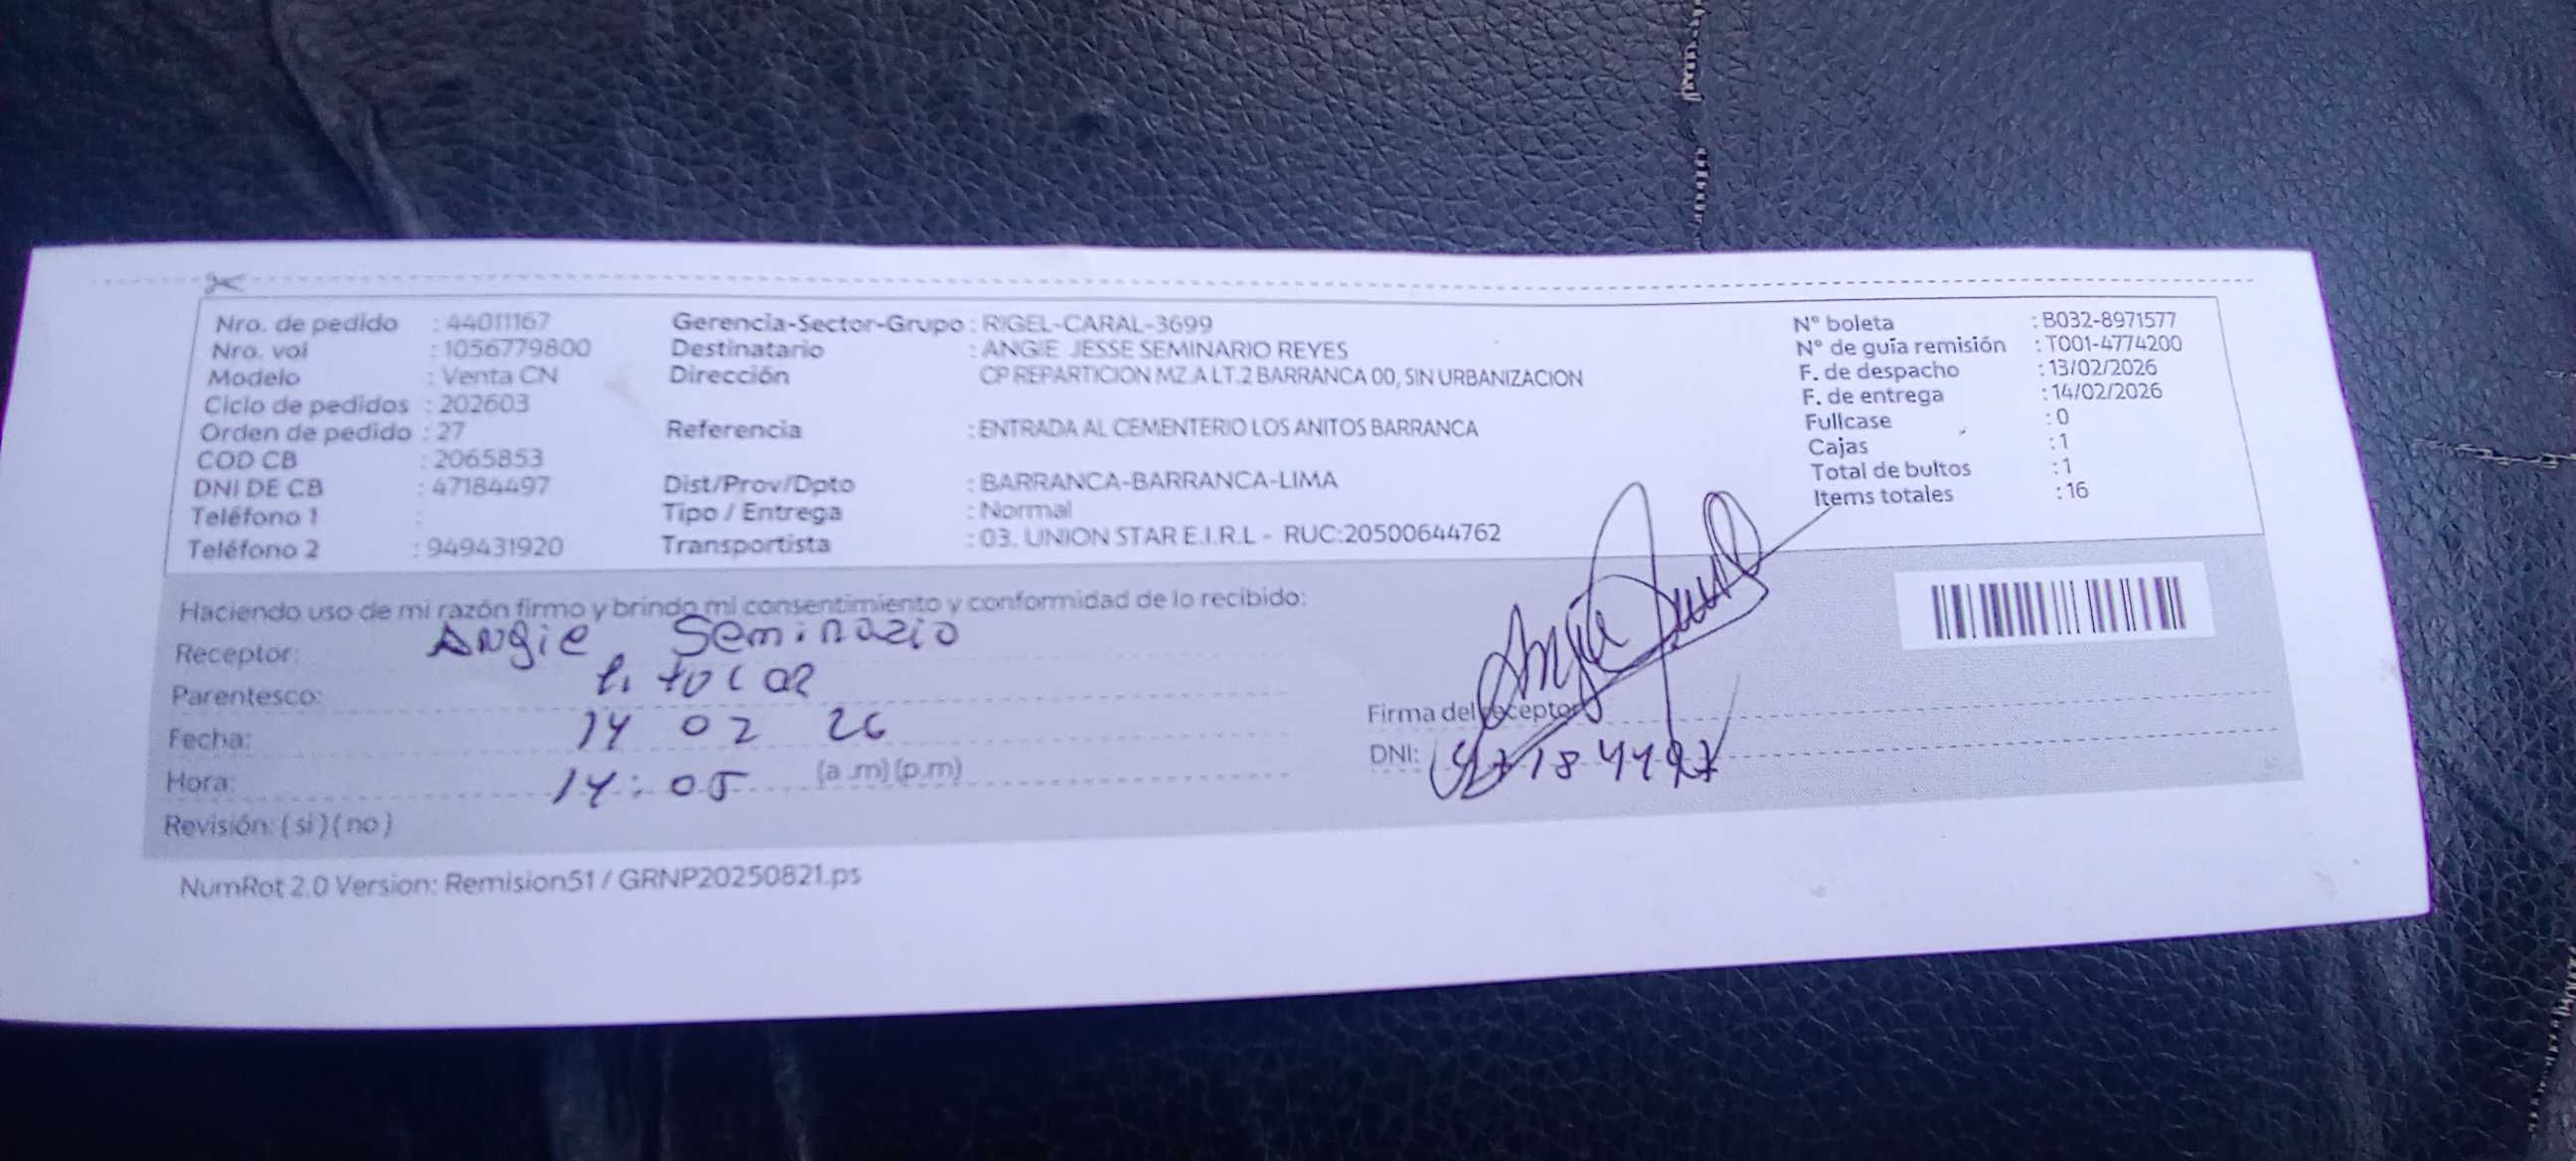 Nro. de pedido : 44011167
Nro. vol : 1056779800
Modelo : Venta CN
Ciclo de pedidos : 202603
Orden de pedido : 27
COD CB : 2065853
DNI DE CB : 47184497
Teléfono 1 :
Teléfono 2 : 949431920
Gerencia-Sector-Grupo : RIGEL-CARAL-3699
Destinatario : ANGIE JESSE SEMINARIO REYES
Dirección CP REPARTICION MZ.A LT.2 BARRANCA 00, SIN URBANIZACION
Referencia : ENTRADA AL CEMENTERIO LOS ANITOS BARRANCA
Dist/Prov/Dpto : BARRANCA-BARRANCA-LIMA
Tipo / Entrega : Normal
Transportista : 03. UNION STAR E.I.R.L - RUC:20500644762
N° boleta : B032-8971577
N° de guía remisión : T001-4774200
F. de despacho : 13/02/2026
F. de entrega : 14/02/2026
Fullcase : 0
Cajas : 1
Total de bultos : 1
Items totales : 16
Haciendo uso de mi razón firmo y brindo mi consentimiento y conformidad de lo recibido:
Receptor: Angie Seminario
Parentesco:
Fecha: 14 02 26
Hora: 14:05 (a.m)(p.m)
Revisión: (si)(no)
Firma del receptor
DNI: 47184497
NumRot 2.0 Version: Remision51 / GRNP20250821.ps